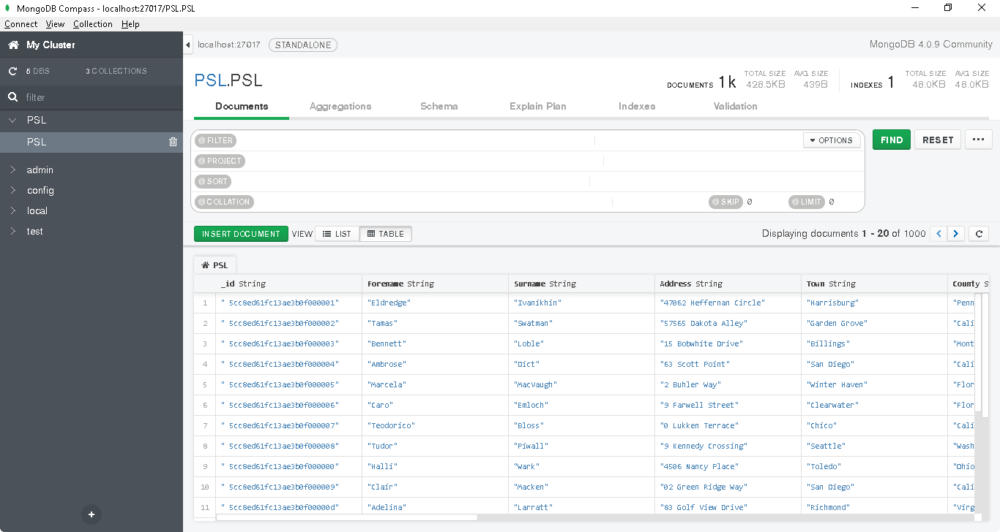 MongoDB Compass - localhost:27017/PSL.PSL
Connect View Collection Help
My Cluster
localhost:27017 STANDALONE MongoDB 4.0.9 Community
5 DBS 3 COLLECTIONS
filter
PSL
PSL
admin
config
local
test
PSL.PSL
DOCUMENTS 1k TOTAL SIZE 428.5KB AVG. SIZE 439B INDEXES 1 TOTAL SIZE 48.0KB AVG. SIZE 48.0KB
Documents Aggregations Schema Explain Plan Indexes Validation
FILTER OPTIONS FIND RESET ...
PROJECT
SORT
COLLATION SKIP 0 LIMIT 0
INSERT DOCUMENT VIEW LIST TABLE Displaying documents 1 - 20 of 1000
PSL
_id String Forename String Surname String Address String Town String County S
1 " 5cc8ed61fc13ae3b0f000001" "Eldredge" "Ivanikhin" "47062 Heffernan Circle" "Harrisburg" "Penn
2 " 5cc8ed61fc13ae3b0f000002" "Tamas" "Swatman" "57565 Dakota Alley" "Garden Grove" "Cali
3 " 5cc8ed61fc13ae3b0f000003" "Bennett" "Loble" "15 Bobwhite Drive" "Billings" "Mont
4 " 5cc8ed61fc13ae3b0f000004" "Ambrose" "Dict" "63 Scott Point" "San Diego" "Cali
5 " 5cc8ed61fc13ae3b0f000005" "Marcela" "MacVaugh" "2 Buhler Way" "Winter Haven" "Flor
6 " 5cc8ed61fc13ae3b0f000006" "Caro" "Emloch" "9 Farwell Street" "Clearwater" "Flor
7 " 5cc8ed61fc13ae3b0f000007" "Teodorico" "Bloss" "0 Lukken Terrace" "Chico" "Cali
8 " 5cc8ed61fc13ae3b0f000008" "Tudor" "Piwall" "9 Kennedy Crossing" "Seattle" "Wash
9 " 5cc8ed61fc13ae3b0f000000" "Halli" "Wark" "4506 Nancy Place" "Toledo" "Ohio
10 " 5cc8ed61fc13ae3b0f000009" "Clair" "Macken" "02 Green Ridge Way" "San Diego" "Cali
11 " 5cc8ed61fc13ae3b0f00000d" "Adelina" "Larratt" "83 Golf View Drive" "Richmond" "Virg